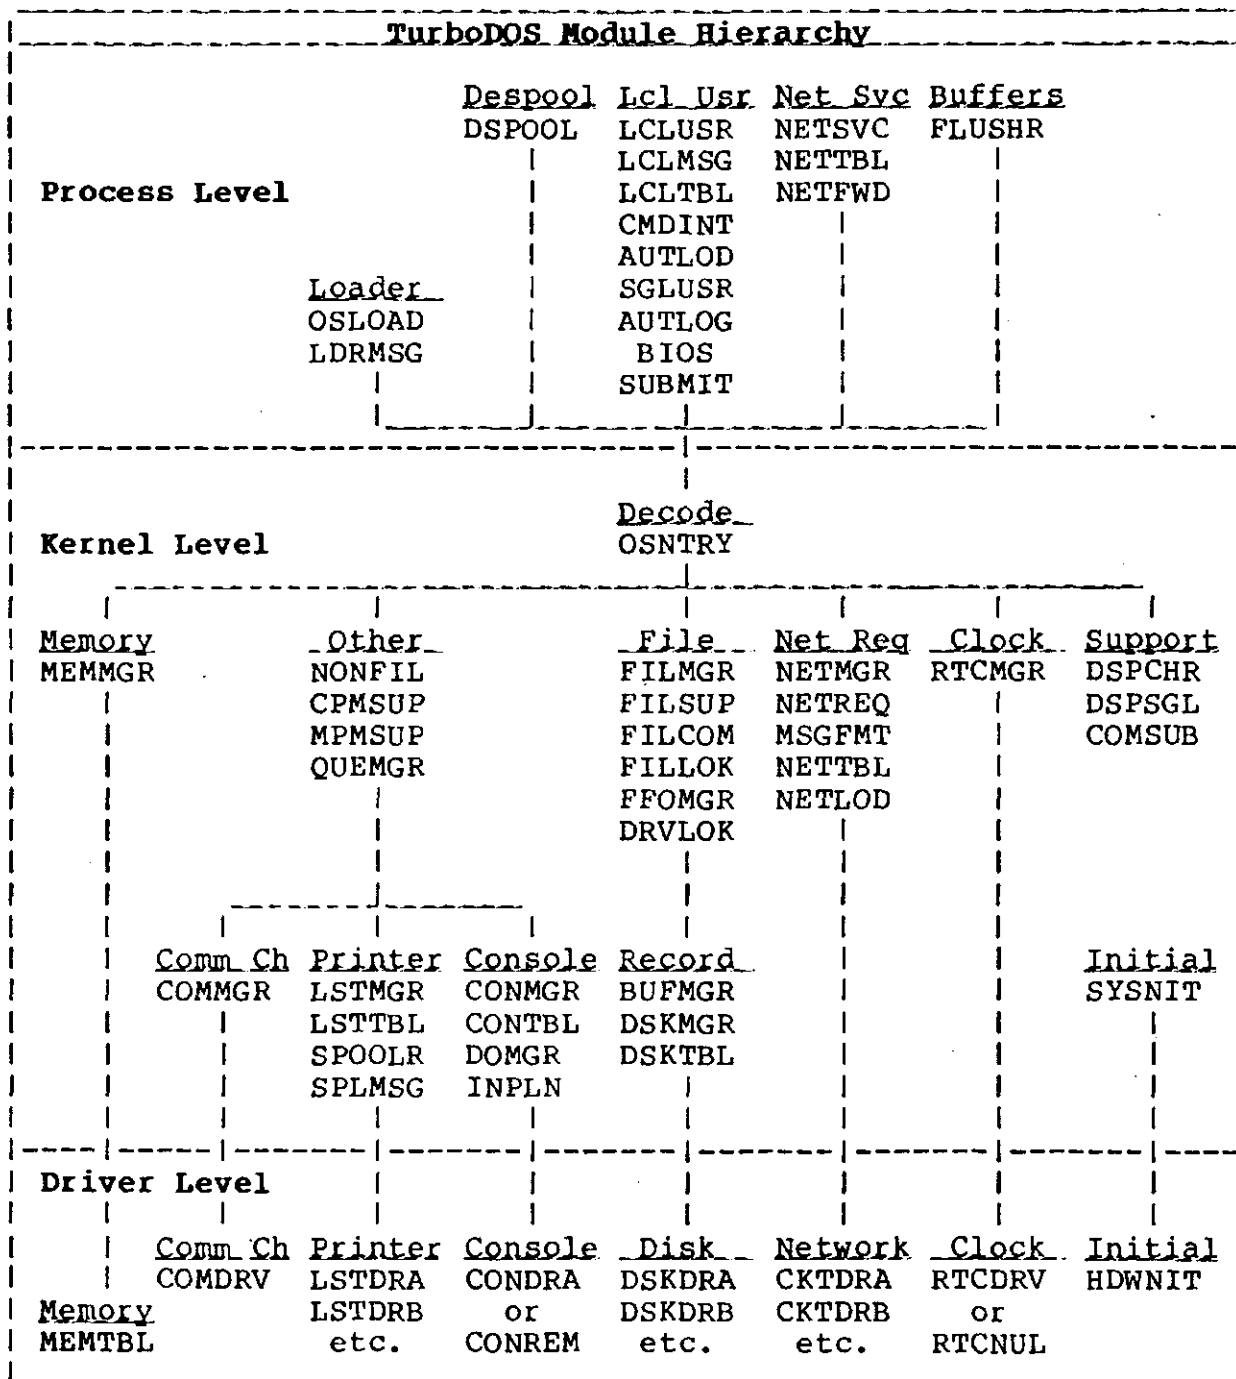 TurboDOS Module Hierarchy
Despool Lcl Usr Net Svc Buffers
DSPOOL LCLUSR NETSVC FLUSHR
LCLMSG NETTBL
Process Level LCLTBL NETFWD
CMDINT
AUTLOD
Loader SGLUSR
OSLOAD AUTLOG
LDRMSG BIOS
SUBMIT
Decode
Kernel Level OSNTRY
Memory Other File Net Req Clock Support
MEMMGR NONFIL FILMGR NETMGR RTCMGR DSPCHR
CPMSUP FILSUP NETREQ DSPSGL
MPMSUP FILCOM MSGFMT COMSUB
QUEMGR FILLOK NETTBL
FFOMGR NETLOD
DRVLOK
Comm Ch Printer Console Record Initial
COMMGR LSTMGR CONMGR BUFMGR SYSNIT
LSTTBL CONTBL DSKMGR
SPOOLR DOMGR DSKTBL
SPLMSG INPLN
Driver Level
Comm Ch Printer Console Disk Network Clock Initial
COMDRV LSTDRA CONDRA DSKDRA CKTDRA RTCDRV HDWNIT
Memory LSTDRB or DSKDRB CKTDRB or
MEMTBL etc. CONREM etc. etc. RTCNUL